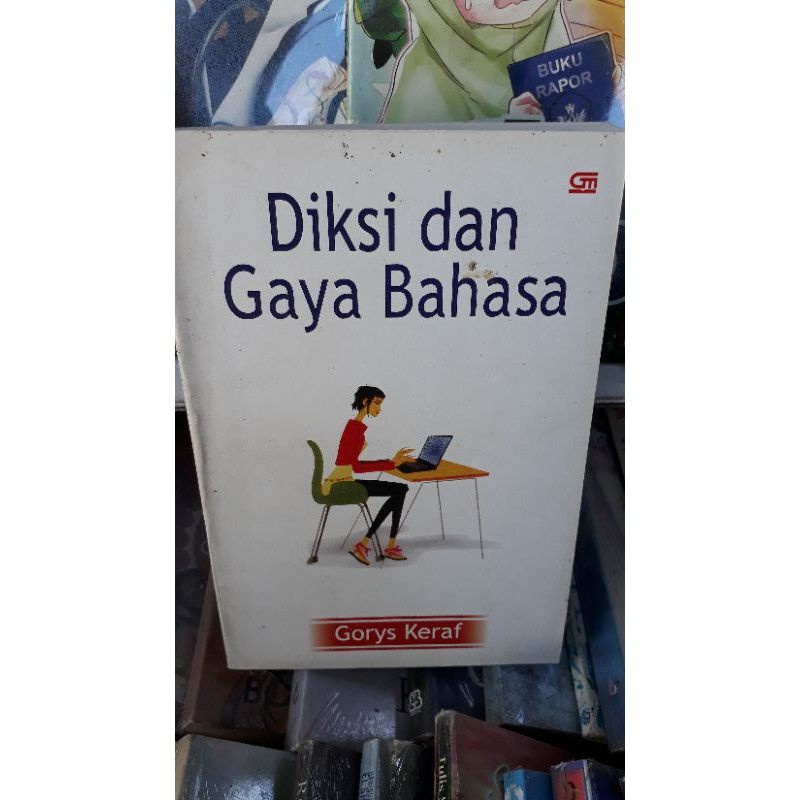 BUKU
RAPOR
GM
Diksi dan
Gaya Bahasa
Gorys Keraf